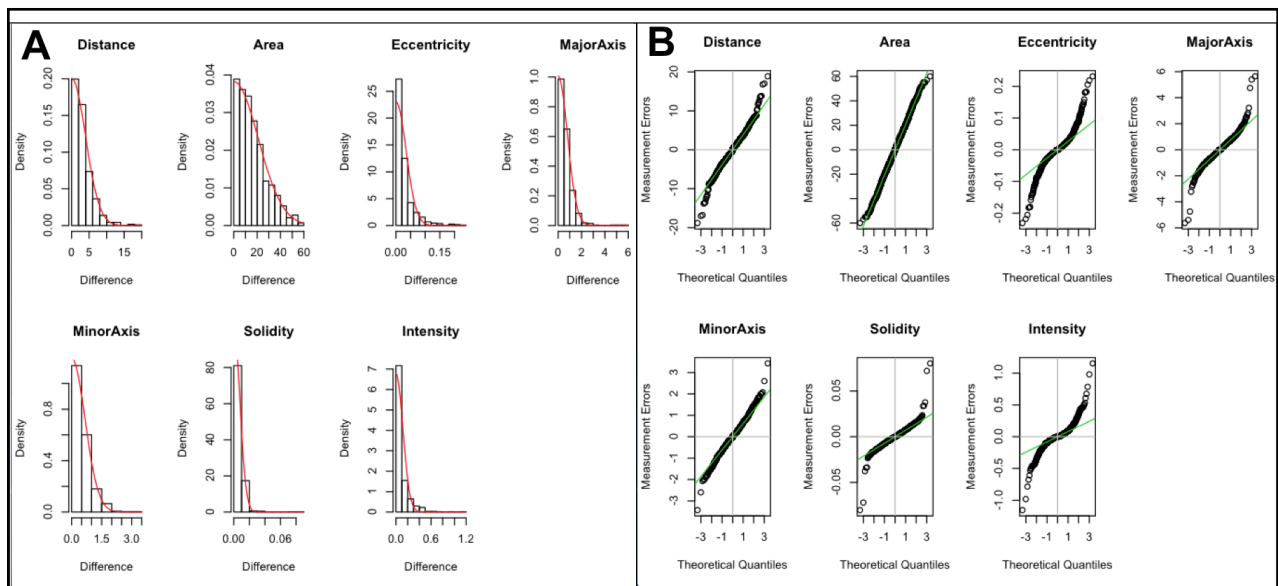 A
Distance
Area
Eccentricity
MajorAxis
Density
0.00 0.05 0.10 0.15 0.20
5 15
Difference
Density
0.00 0.01 0.02 0.03 0.04
0 20 40 60
Difference
Density
0 5 10 15 20 25
0.00 0.15
Difference
Density
0.0 0.2 0.4 0.6 0.8 1.0
0 2 4 6
Difference
MinorAxis
Solidity
Intensity
Density
0.0 0.4 0.8
0.0 1.5 3.0
Difference
Density
0 20 40 60 80
0.00 0.06
Difference
Density
0 1 2 3 4 5 6 7
0.0 0.6 1.2
Difference
B
Distance
Area
Eccentricity
MajorAxis
Measurement Errors
-20 -10 0 10 20
-3 -1 1 3
Theoretical Quantiles
Measurement Errors
-60 -20 0 20 40 60
-3 -1 1 3
Theoretical Quantiles
Measurement Errors
-0.2 -0.1 0.0 0.1 0.2
-3 -1 1 3
Theoretical Quantiles
Measurement Errors
-6 -4 -2 0 2 4 6
-3 -1 1 3
Theoretical Quantiles
MinorAxis
Solidity
Intensity
Measurement Errors
-3 -2 -1 0 1 2 3
-3 -1 1 3
Theoretical Quantiles
Measurement Errors
-0.05 0.00 0.05
-3 -1 1 3
Theoretical Quantiles
Measurement Errors
-1.0 -0.5 0.0 0.5 1.0
-3 -1 1 3
Theoretical Quantiles